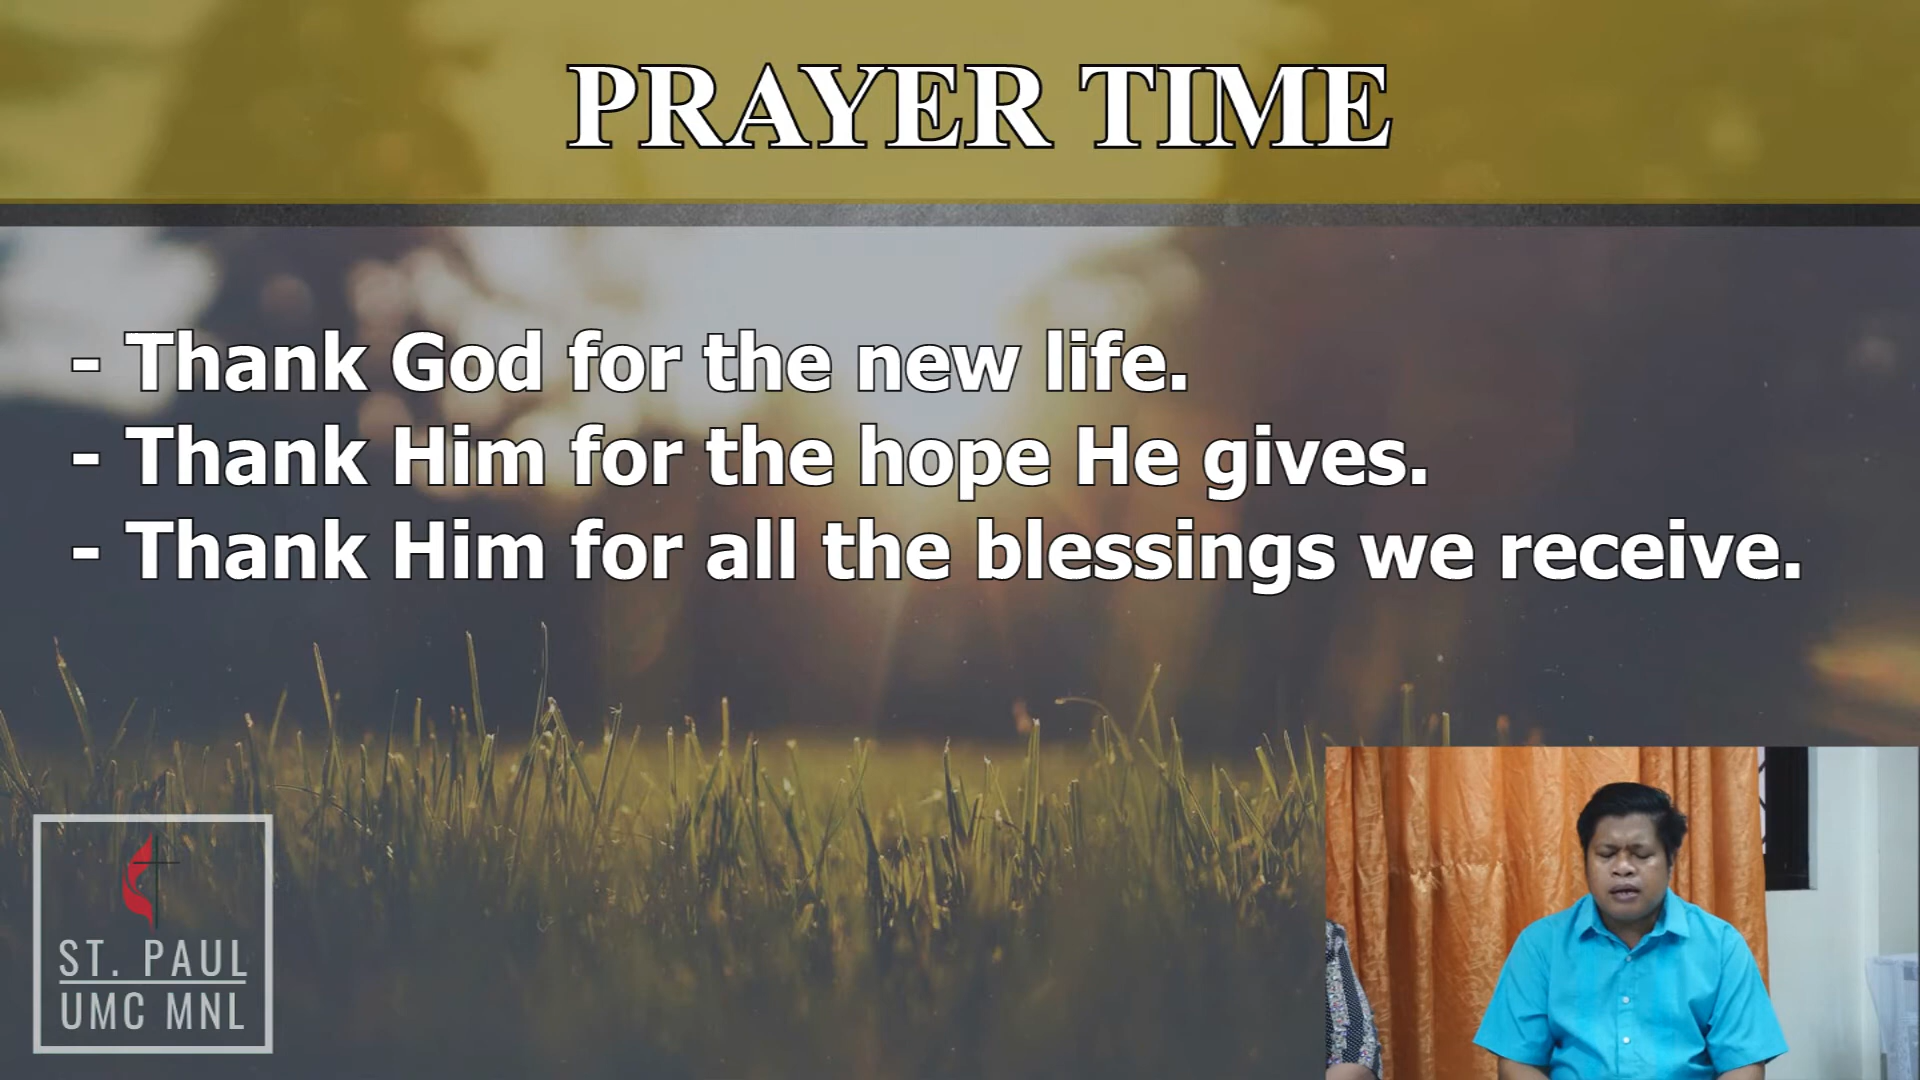 PRAYER TIME
- Thank God for the new life.
- Thank Him for the hope He gives.
- Thank Him for all the blessings we receive.
ST. PAUL
UMC MNL